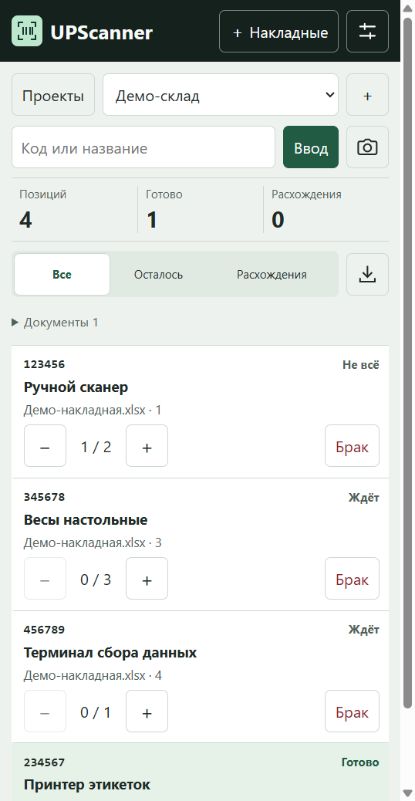 UPScanner
+ Накладные
Проекты
Демо-склад
+
Код или название
Ввод
Позиций
Готово
Расхождения
4
1
0
Все
Осталось
Расхождения
Документы 1
123456
Не всё
Ручной сканер
Демо-накладная.xlsx · 1
– 1 / 2 +
Брак
345678
Ждёт
Весы настольные
Демо-накладная.xlsx · 3
– 0 / 3 +
Брак
456789
Ждёт
Терминал сбора данных
Демо-накладная.xlsx · 4
– 0 / 1 +
Брак
234567
Готово
Принтер этикеток